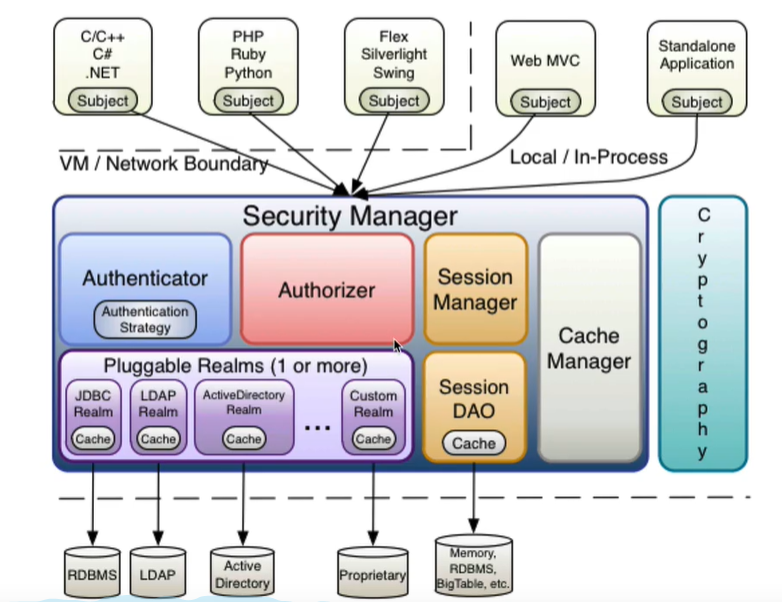 C/C++
C#
.NET
Subject
PHP
Ruby
Python
Subject
Flex
Silverlight
Swing
Subject
Web MVC
Subject
Standalone
Application
Subject
VM / Network Boundary
Local / In-Process
Security Manager
Authenticator
Authentication
Strategy
Authorizer
Session
Manager
Cache
Manager
Cryptography
Pluggable Realms (1 or more)
JDBC
Realm
Cache
LDAP
Realm
Cache
ActiveDirectory
Realm
Cache
...
Custom
Realm
Cache
Session
DAO
Cache
RDBMS
LDAP
Active
Directory
Proprietary
Memory,
RDBMS,
BigTable, etc.